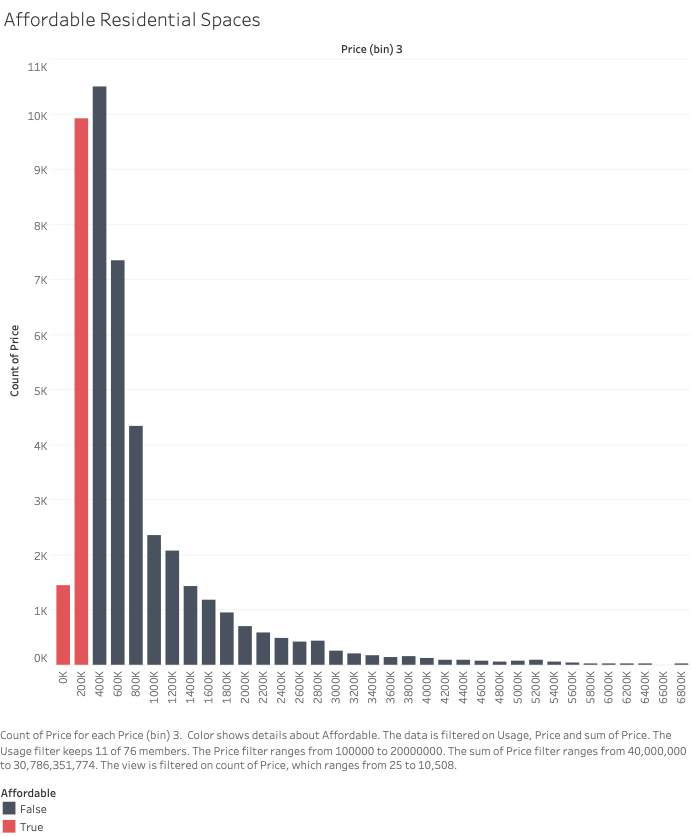 Affordable Residential Spaces
Price (bin) 3
11K
10K
9K
8K
7K
6K
5K
4K
3K
2K
1K
0K
Count of Price
0K
200K
400K
600K
800K
1000K
1200K
1400K
1600K
1800K
2000K
2200K
2400K
2600K
2800K
3000K
3200K
3400K
3600K
3800K
4000K
4200K
4400K
4600K
4800K
5000K
5200K
5400K
5600K
5800K
6000K
6200K
6400K
6600K
6800K
Count of Price for each Price (bin) 3.  Color shows details about Affordable. The data is filtered on Usage, Price and sum of Price. The
Usage filter keeps 11 of 76 members. The Price filter ranges from 100000 to 20000000. The sum of Price filter ranges from 40,000,000
to 30,786,351,774. The view is filtered on count of Price, which ranges from 25 to 10,508.
Affordable
False
True